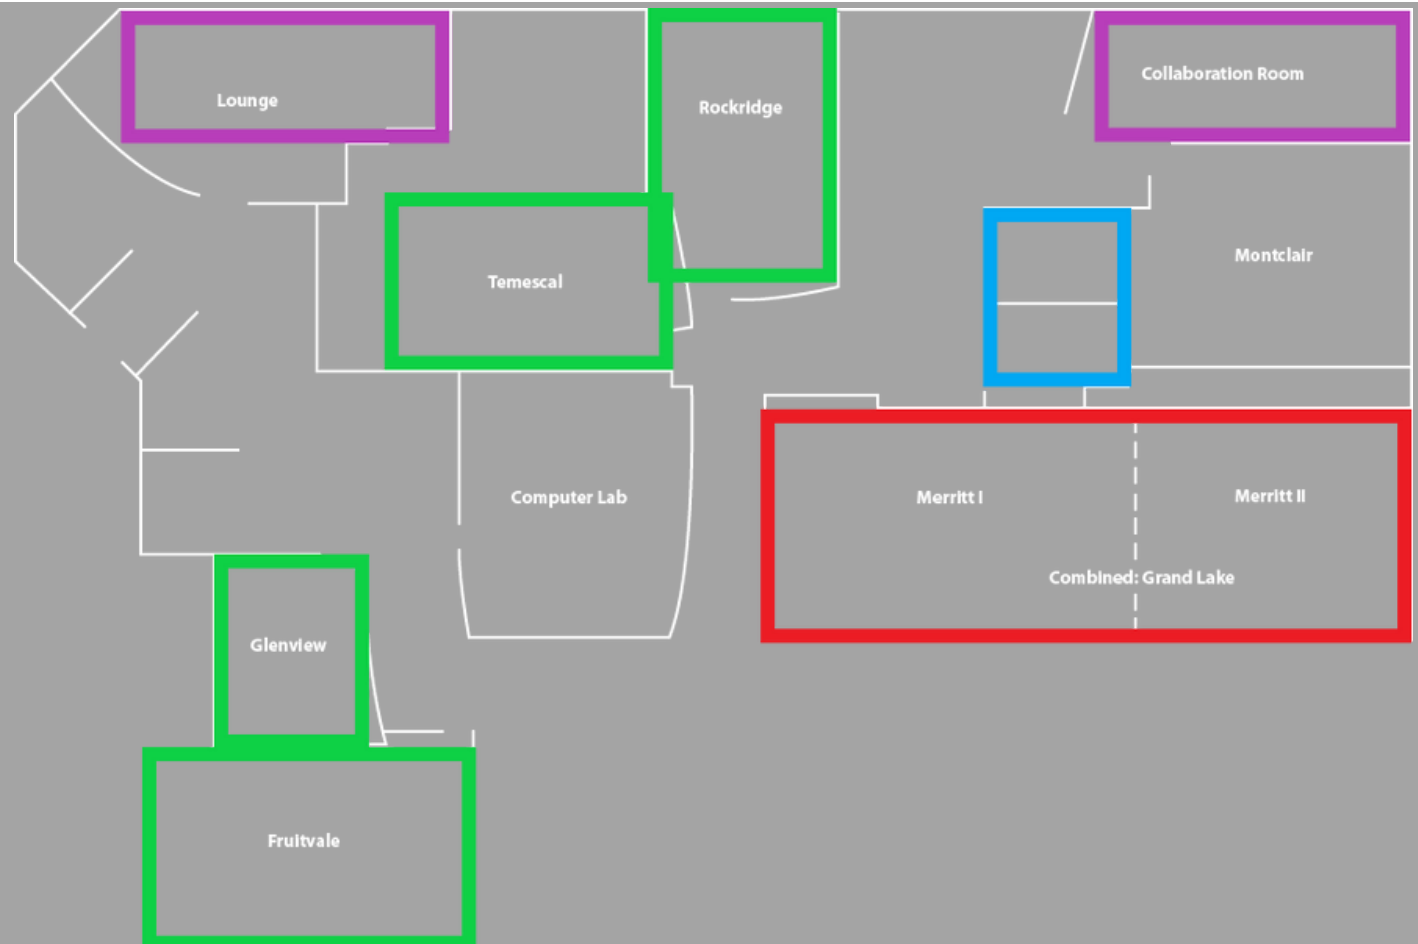 Lounge
Rockridge
Collaboration Room
Temescal
Montclair
Computer Lab
Merritt I
Merritt II
Combined: Grand Lake
Glenview
Fruitvale